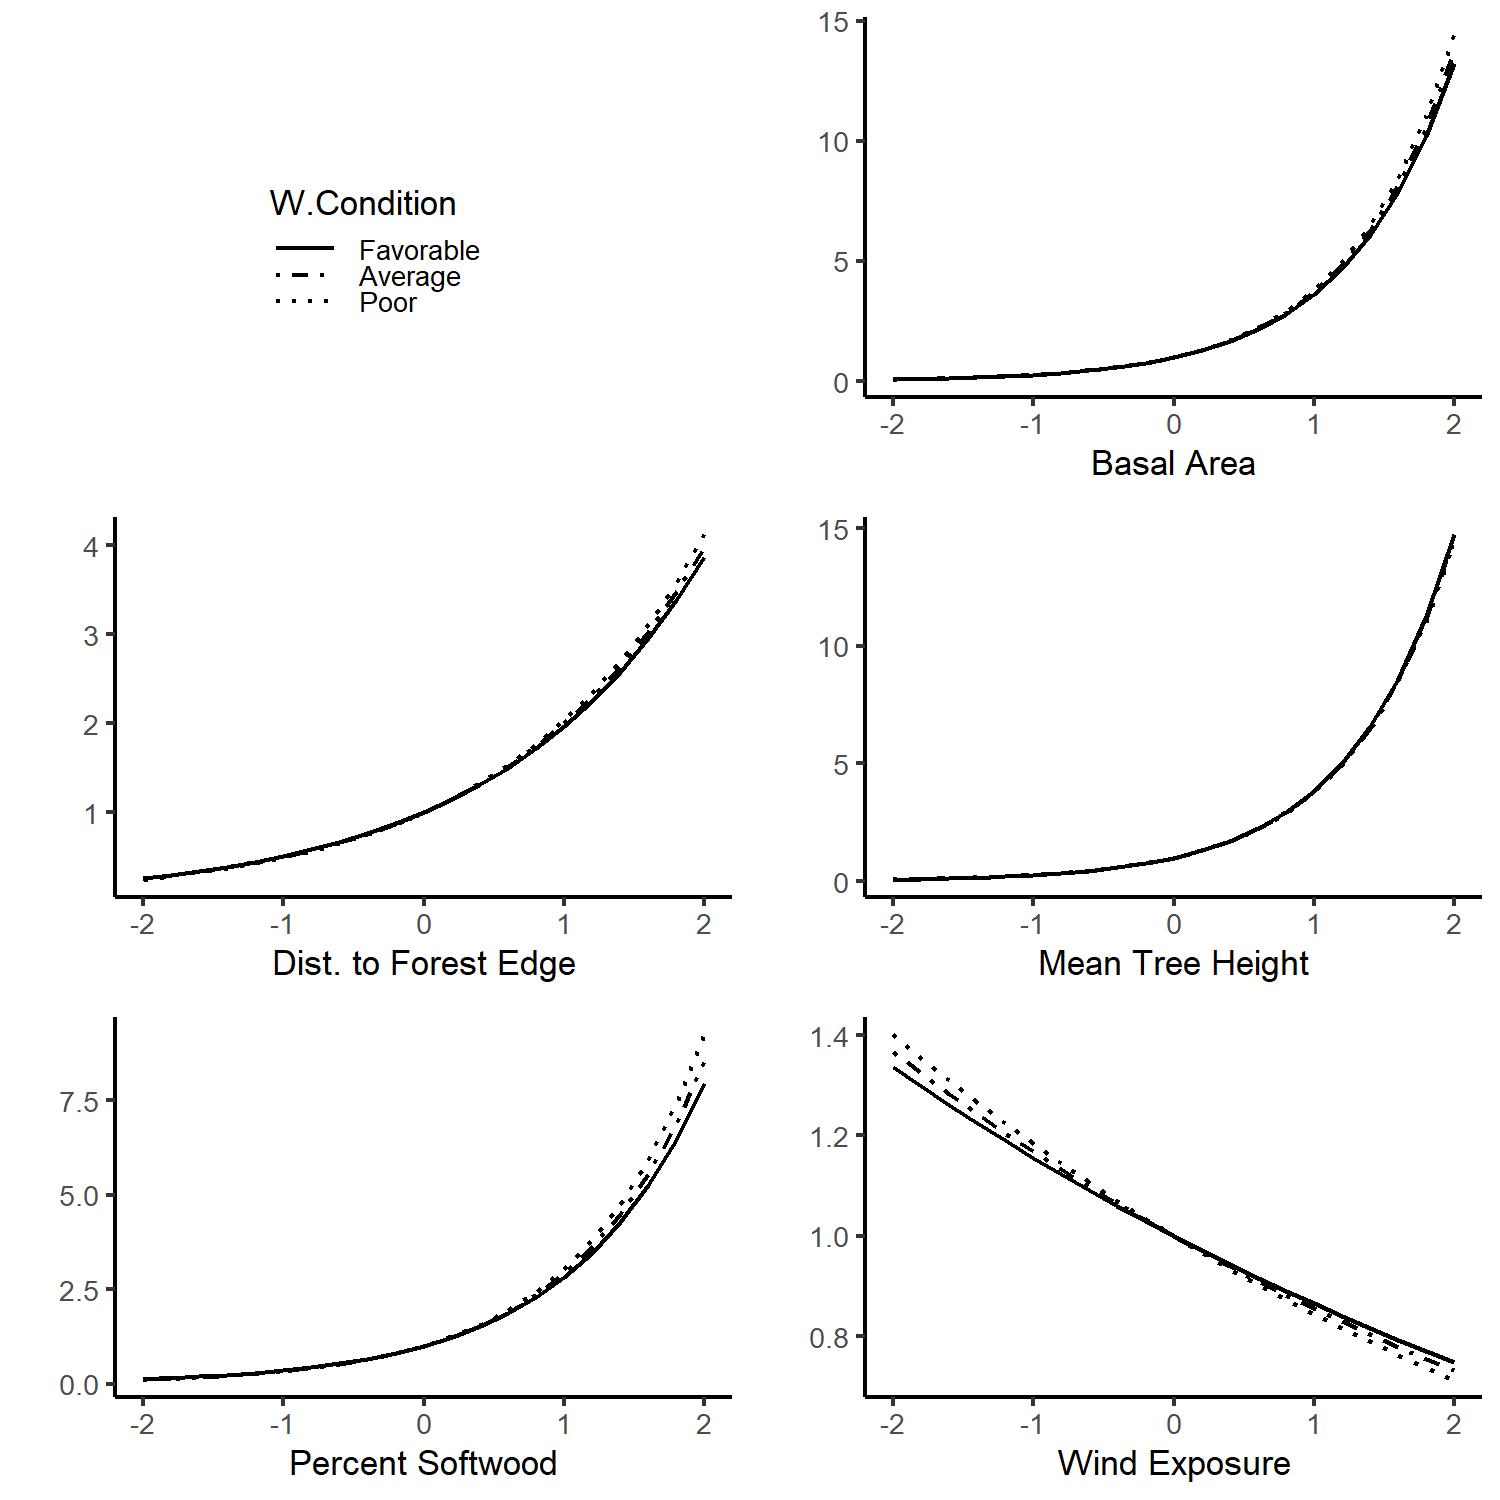 W.Condition
Favorable
Average
Poor
15
10
5
0
-2 -1 0 1 2
Basal Area
4
3
2
1
-2 -1 0 1 2
Dist. to Forest Edge
15
10
5
0
-2 -1 0 1 2
Mean Tree Height
7.5
5.0
2.5
0.0
-2 -1 0 1 2
Percent Softwood
1.4
1.2
1.0
0.8
-2 -1 0 1 2
Wind Exposure